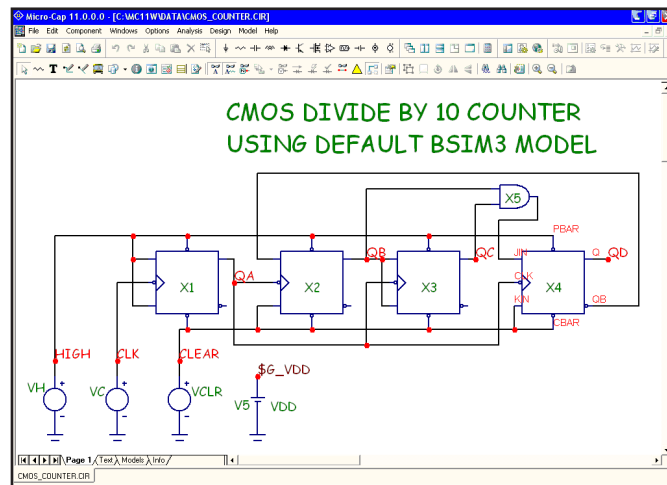 Micro-Cap 11.0.0.0 - [C:\MC11W\DATA\CMOS_COUNTER.CIR]
File Edit Component Windows Options Analysis Design Model Help
CMOS DIVIDE BY 10 COUNTER
USING DEFAULT BSIM3 MODEL
X5
PBAR
QA
QB
QC
JIN
Q
QD
X1
X2
X3
CLK
X4
KIN
QB
CBAR
HIGH
CLK
CLEAR
$G_VDD
VH
VC
VCLR
V5
VDD
Page 1 Text Models Info
CMOS_COUNTER.CIR